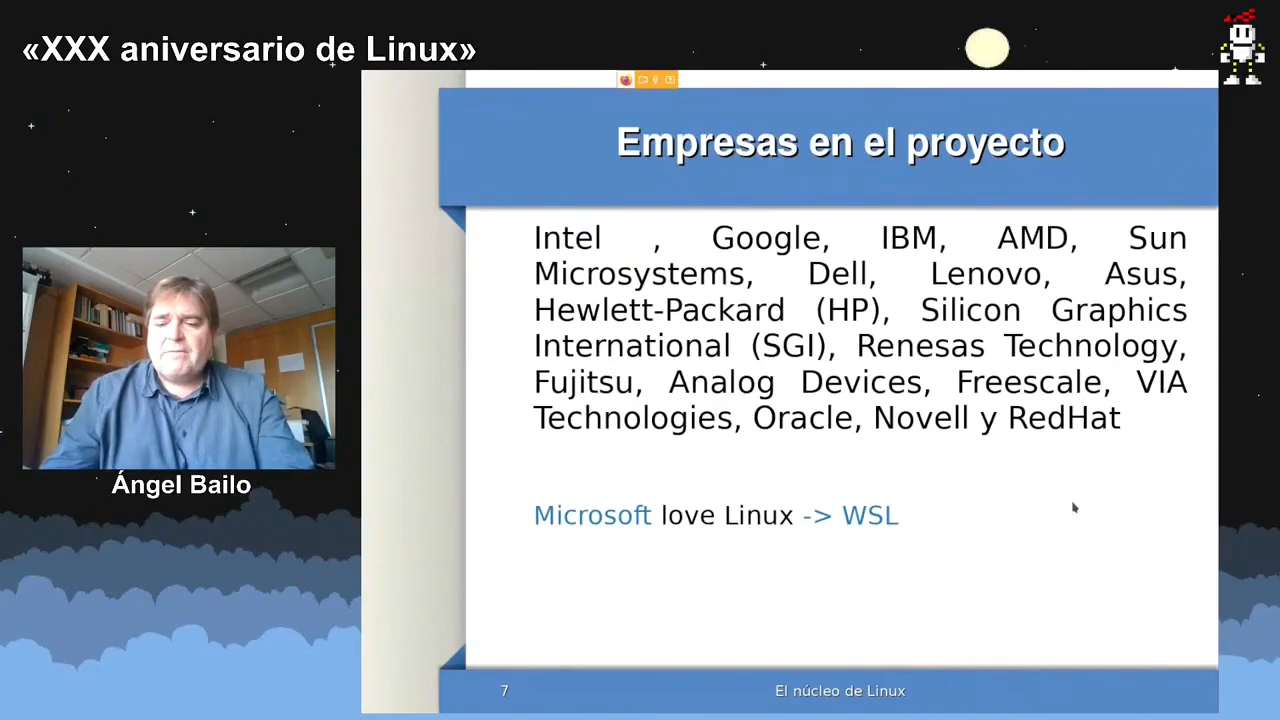 «XXX aniversario de Linux»
Empresas en el proyecto
Intel , Google, IBM, AMD, Sun
Microsystems, Dell, Lenovo, Asus,
Hewlett-Packard (HP), Silicon Graphics
International (SGI), Renesas Technology,
Fujitsu, Analog Devices, Freescale, VIA
Technologies, Oracle, Novell y RedHat
Microsoft love Linux -> WSL
Ángel Bailo
7
El núcleo de Linux